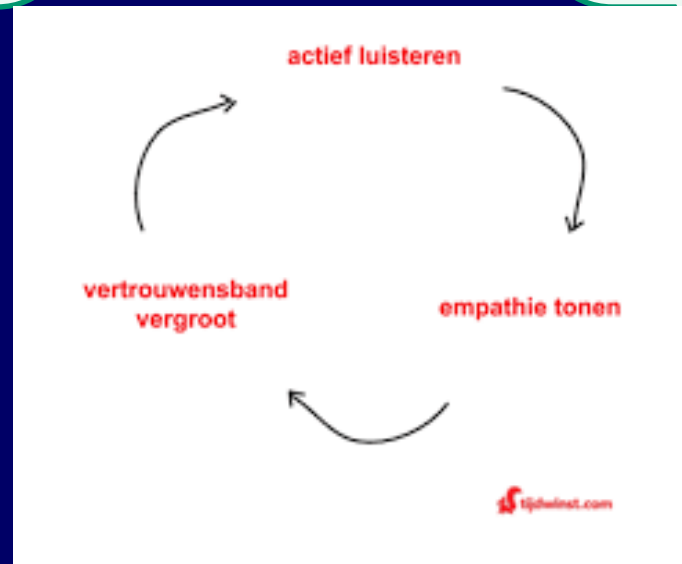 actief luisteren
vertrouwensband
vergroot
empathie tonen
tijdwinst.com